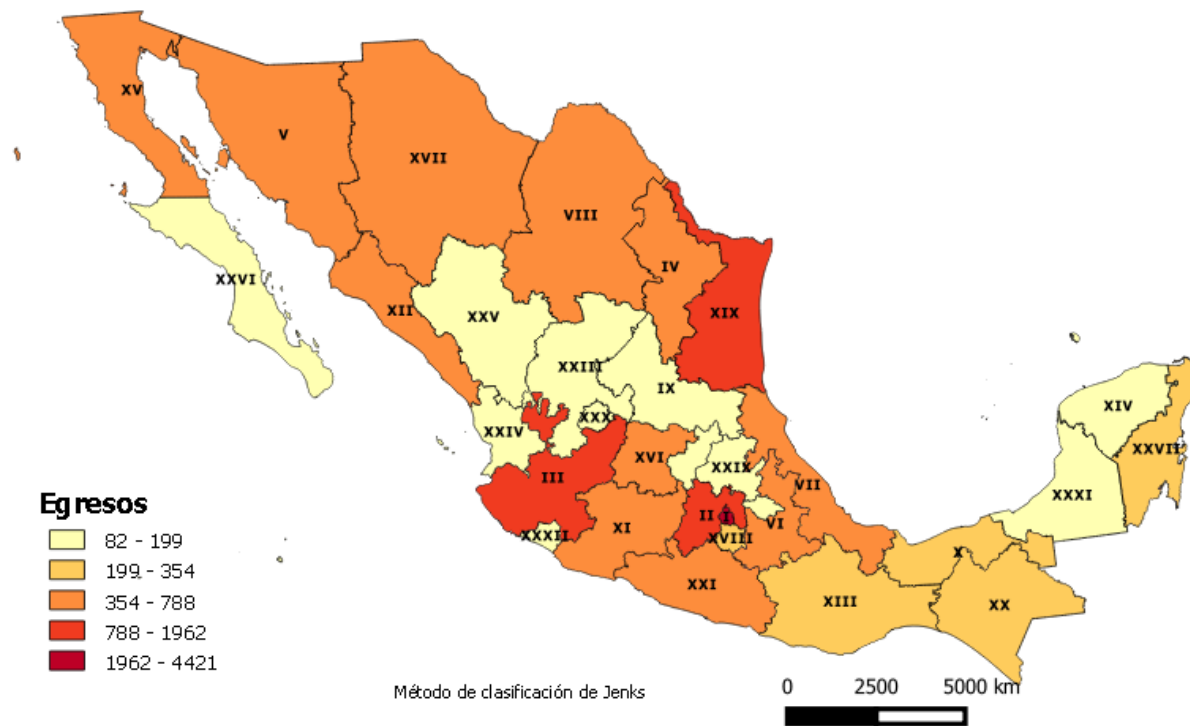 XV
V
XVII
VIII
IV
XXVI
XII
XIX
XXV
XXIII
IX
XXX
XXIV
XIV
XVI
XXIX
XXVII
III
VII
XXXI
II
I
VI
XXXII
XI
XVIII
X
XXI
XIII
XX
Egresos
82 - 199
199 - 354
354 - 788
788 - 1962
1962 - 4421
Método de clasificación de Jenks
0 2500 5000 km